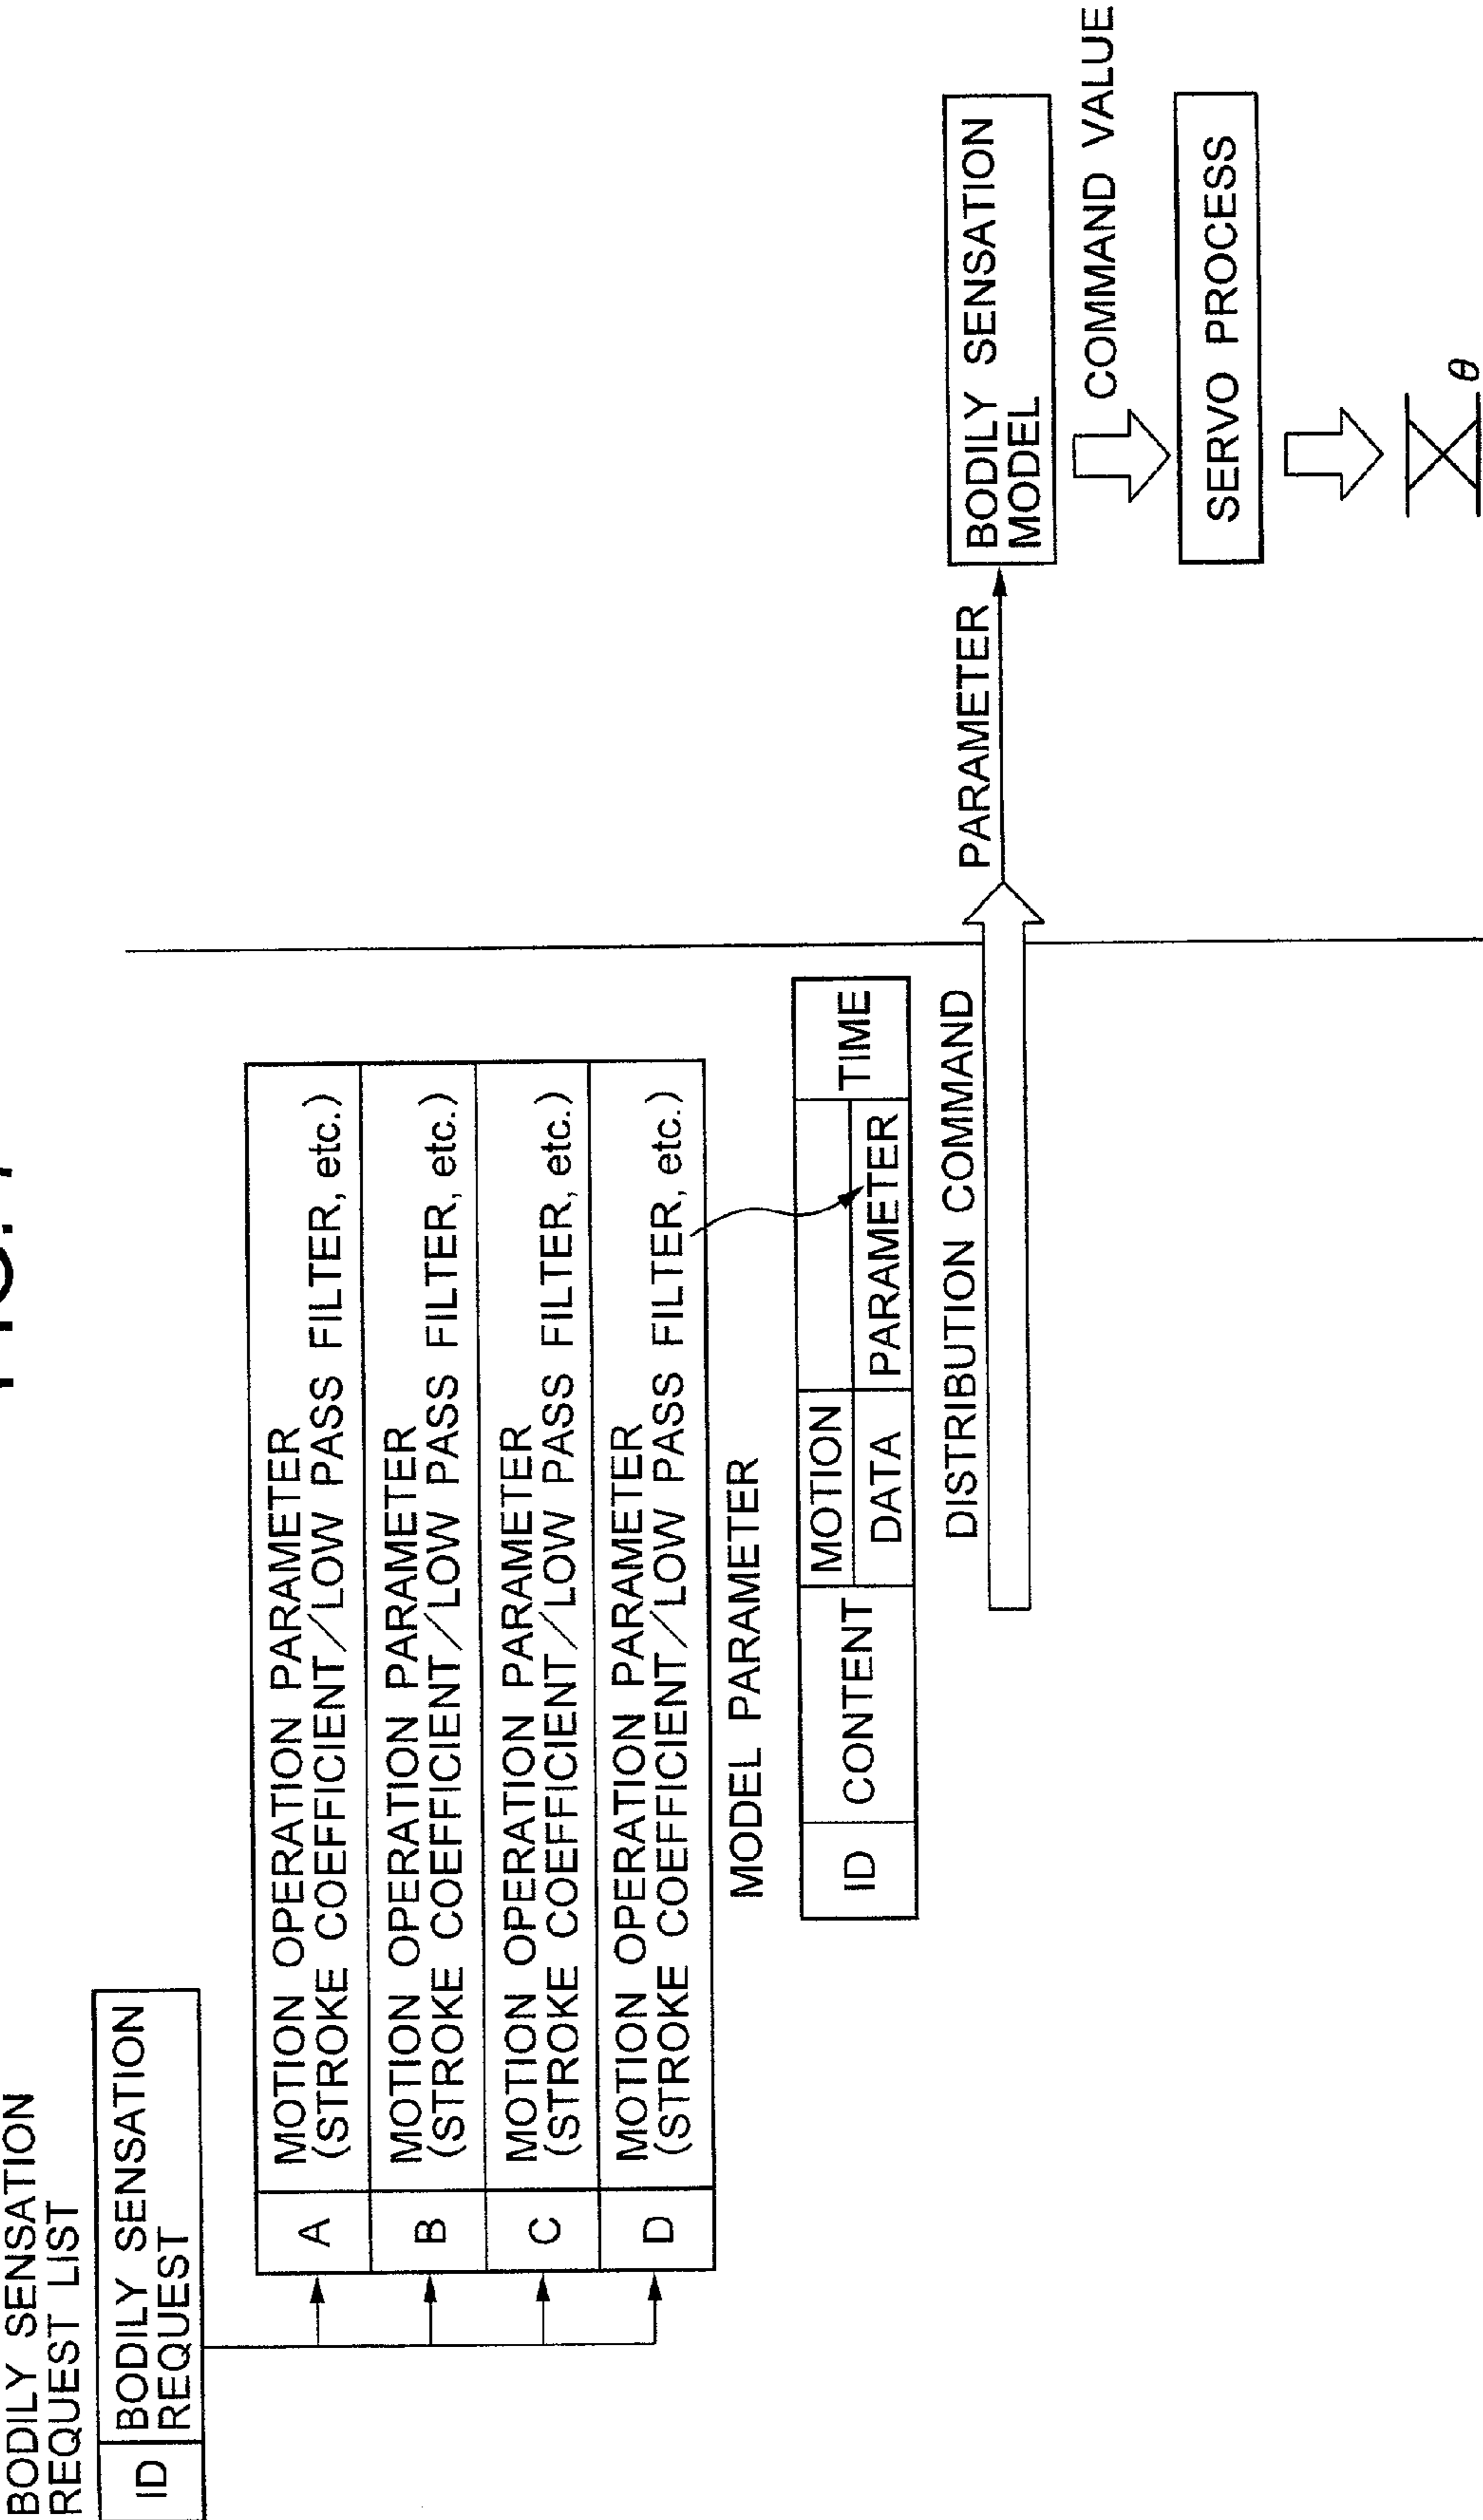 BODILY SENSATION
REQUEST LIST
ID
BODILY SENSATION
REQUEST
A
MOTION OPERATION PARAMETER
(STROKE COEFFICIENT/LOW PASS FILTER, etc.)
B
MOTION OPERATION PARAMETER
(STROKE COEFFICIENT/LOW PASS FILTER, etc.)
C
MOTION OPERATION PARAMETER
(STROKE COEFFICIENT/LOW PASS FILTER, etc.)
D
MOTION OPERATION PARAMETER
(STROKE COEFFICIENT/LOW PASS FILTER, etc.)
MODEL PARAMETER
ID
CONTENT
MOTION
DATA
PARAMETER
TIME
DISTRIBUTION COMMAND
PARAMETER
BODILY SENSATION
MODEL
COMMAND VALUE
SERVO PROCESS
θ